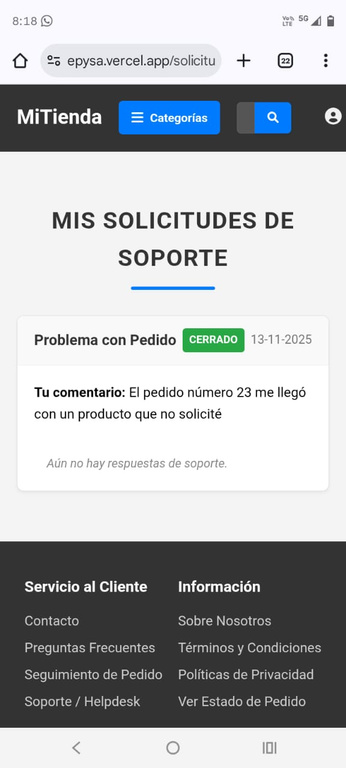 8:18 Vo) LTE 5G
epysa.vercel.app/solicitu 22
MiTienda Categorías
MIS SOLICITUDES DE
SOPORTE
Problema con Pedido CERRADO 13-11-2025
Tu comentario: El pedido número 23 me llegó
con un producto que no solicité
Aún no hay respuestas de soporte.
Servicio al Cliente Información
Contacto Sobre Nosotros
Preguntas Frecuentes Términos y Condiciones
Seguimiento de Pedido Políticas de Privacidad
Soporte / Helpdesk Ver Estado de Pedido